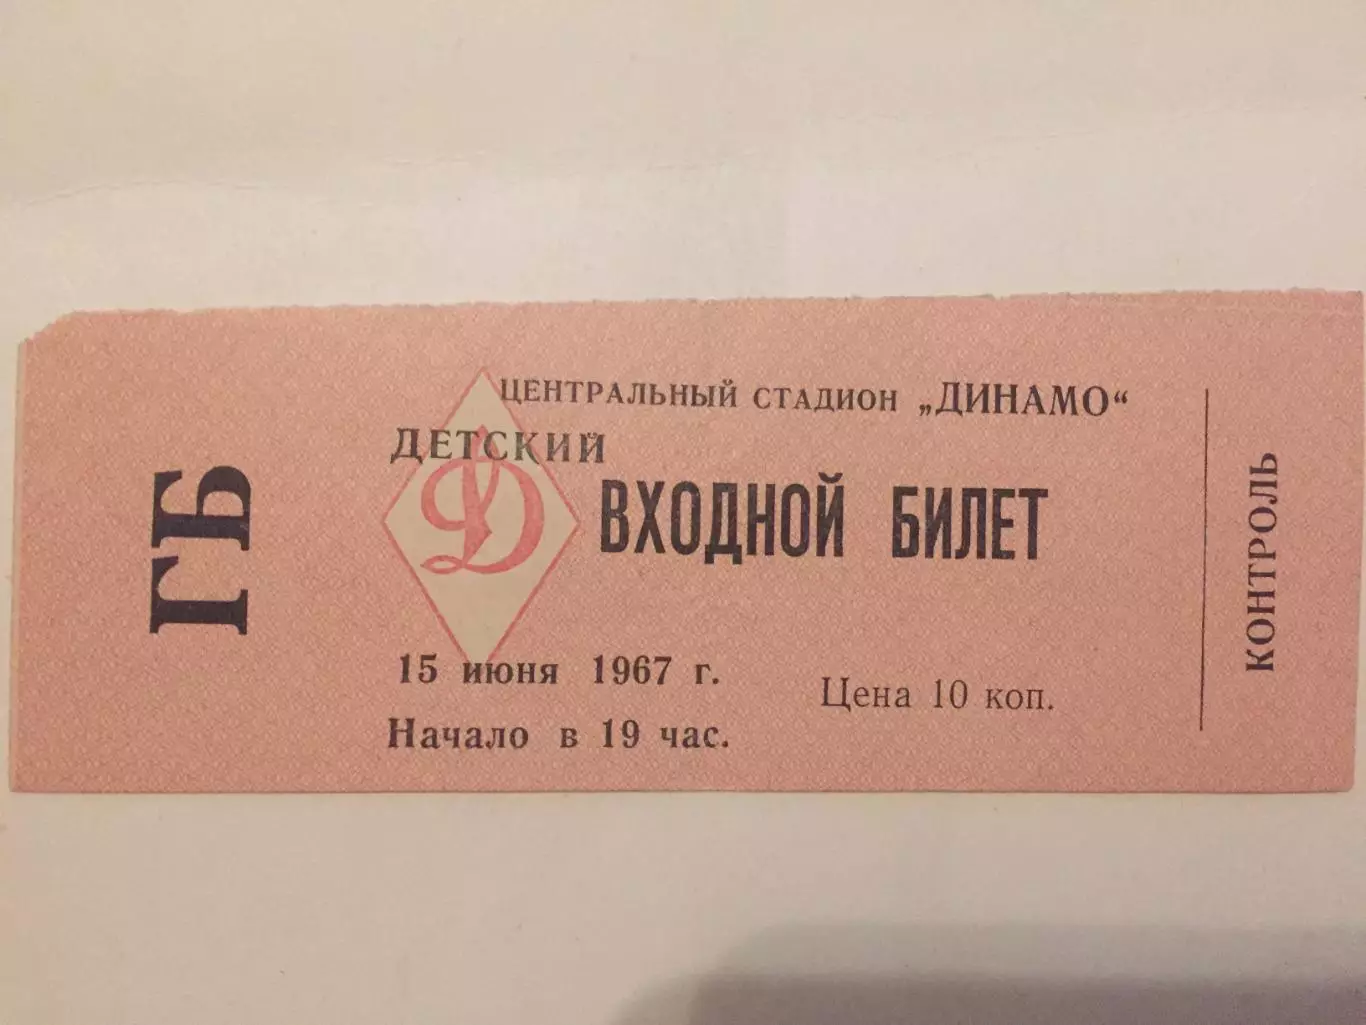 ГБ
ЦЕНТРАЛЬНЫЙ СТАДИОН „ДИНАМО“
ДЕТСКИЙ
Д
ВХОДНОЙ БИЛЕТ
15 июня 1967 г.
Начало в 19 час.
Цена 10 коп.
КОНТРОЛЬ